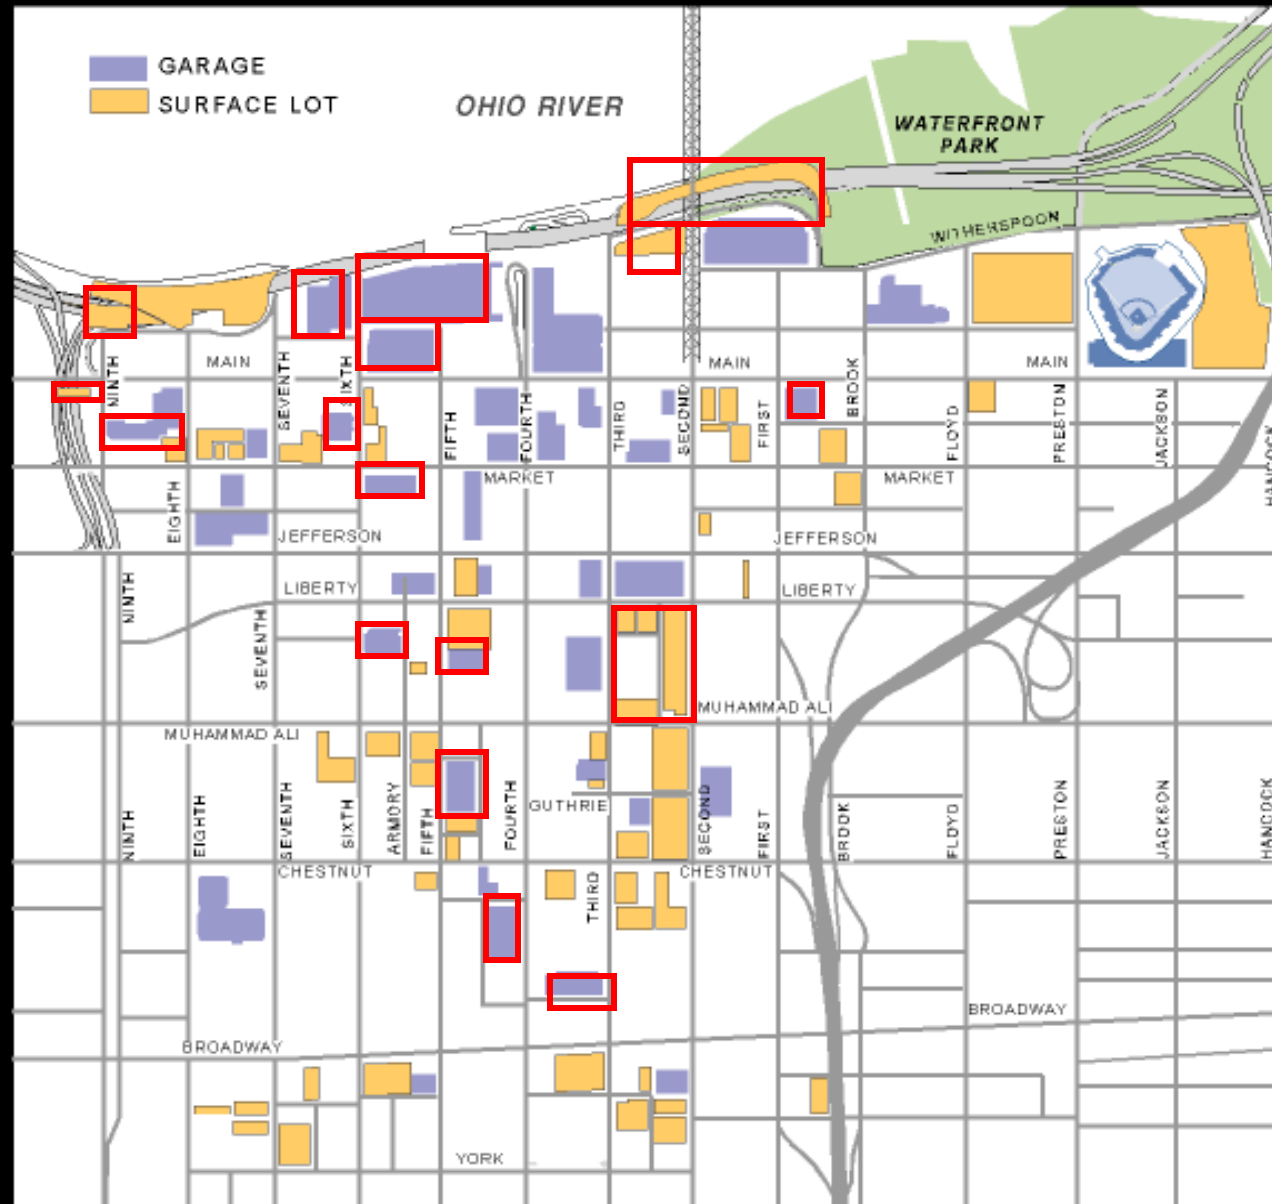 GARAGE
SURFACE LOT
OHIO RIVER
WATERFRONT
PARK
WITHERSPOON
NINTH
MAIN
SEVENTH
SIXTH
FIFTH
FOURTH
THIRD
SECOND
MAIN
FIRST
BROOK
FLOYD
MAIN
PRESTON
JACKSON
HANCOCK
EIGHTH
MARKET
MARKET
JEFFERSON
JEFFERSON
NINTH
LIBERTY
LIBERTY
SEVENTH
MUHAMMAD ALI
MUHAMMAD ALI
NINTH
EIGHTH
SEVENTH
SIXTH
ARMORY
FIFTH
FOURTH
GUTHRIE
SECOND
FIRST
BROOK
FLOYD
PRESTON
JACKSON
HANCOCK
CHESTNUT
THIRD
CHESTNUT
BROADWAY
BROADWAY
YORK